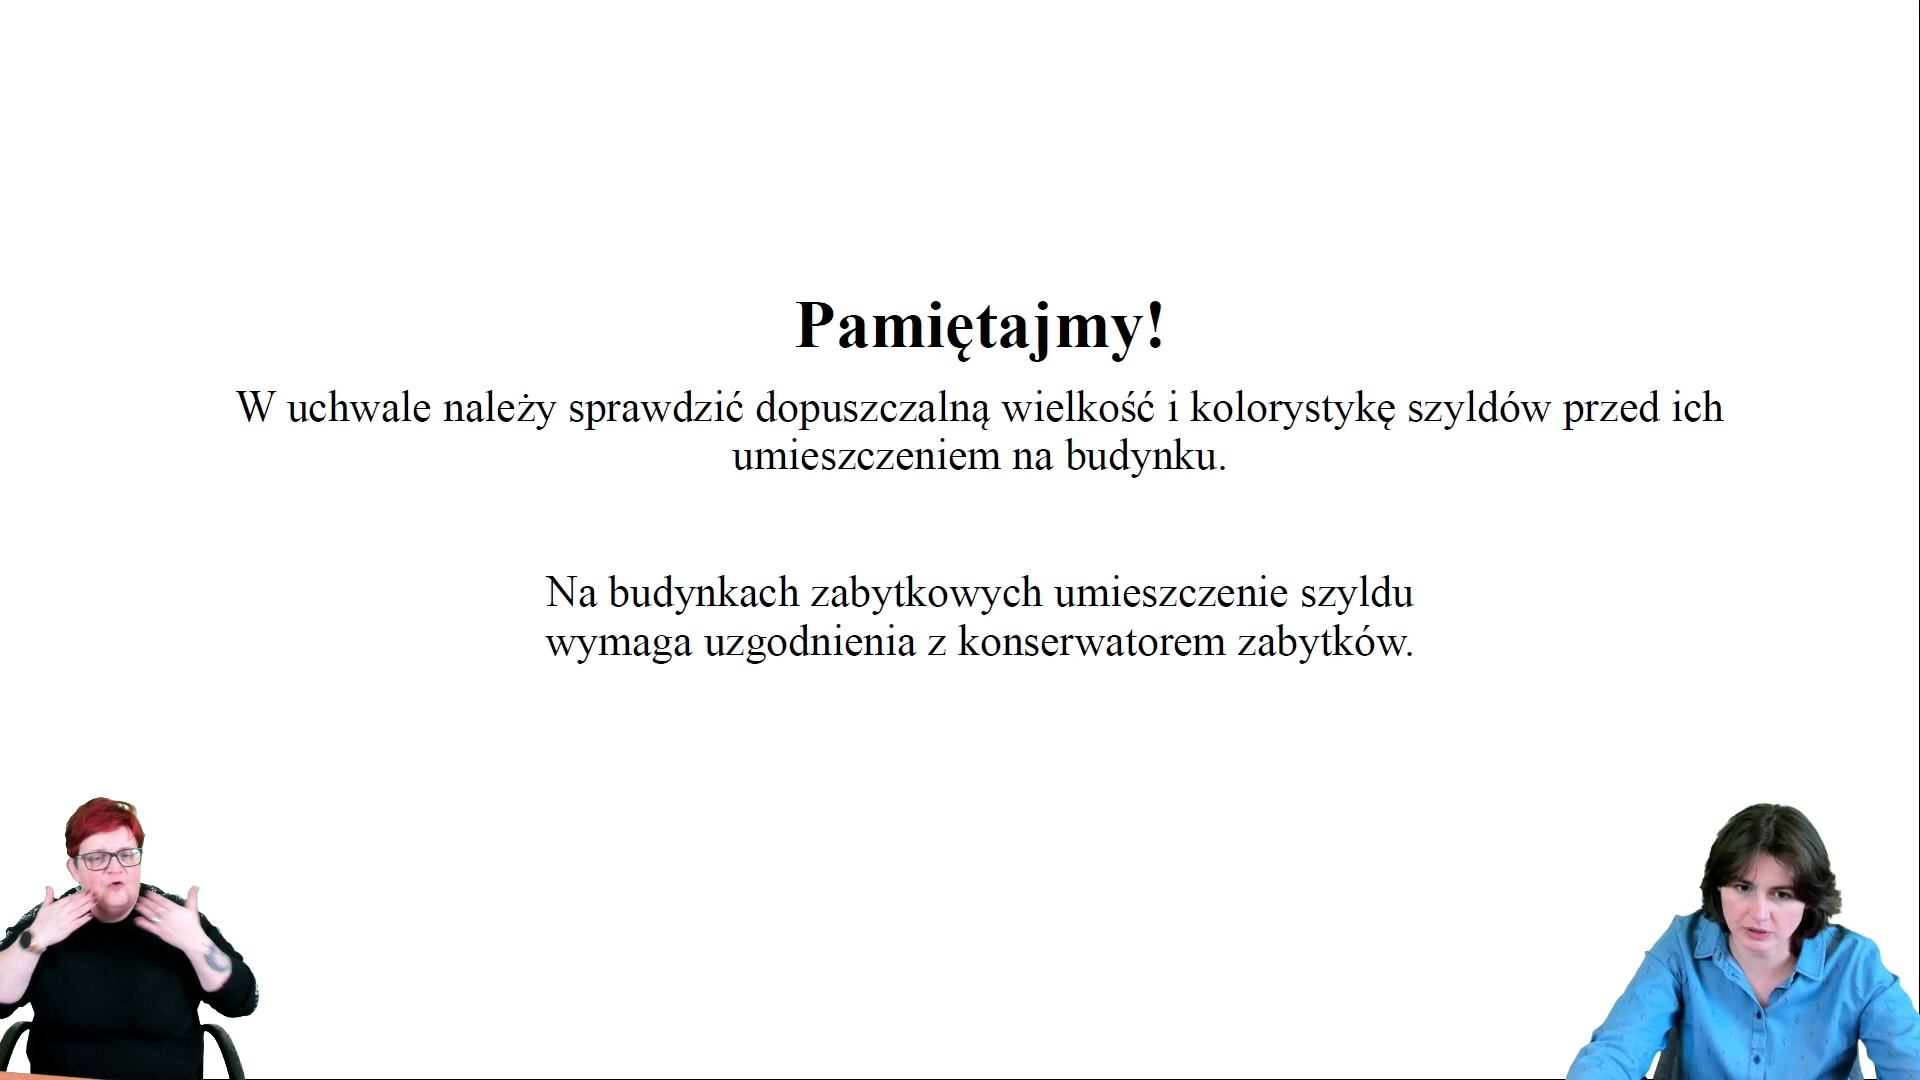 Pamiętajmy!
W uchwale należy sprawdzić dopuszczalną wielkość i kolorystykę szyldów przed ich
umieszczeniem na budynku.
Na budynkach zabytkowych umieszczenie szyldu
wymaga uzgodnienia z konserwatorem zabytków.